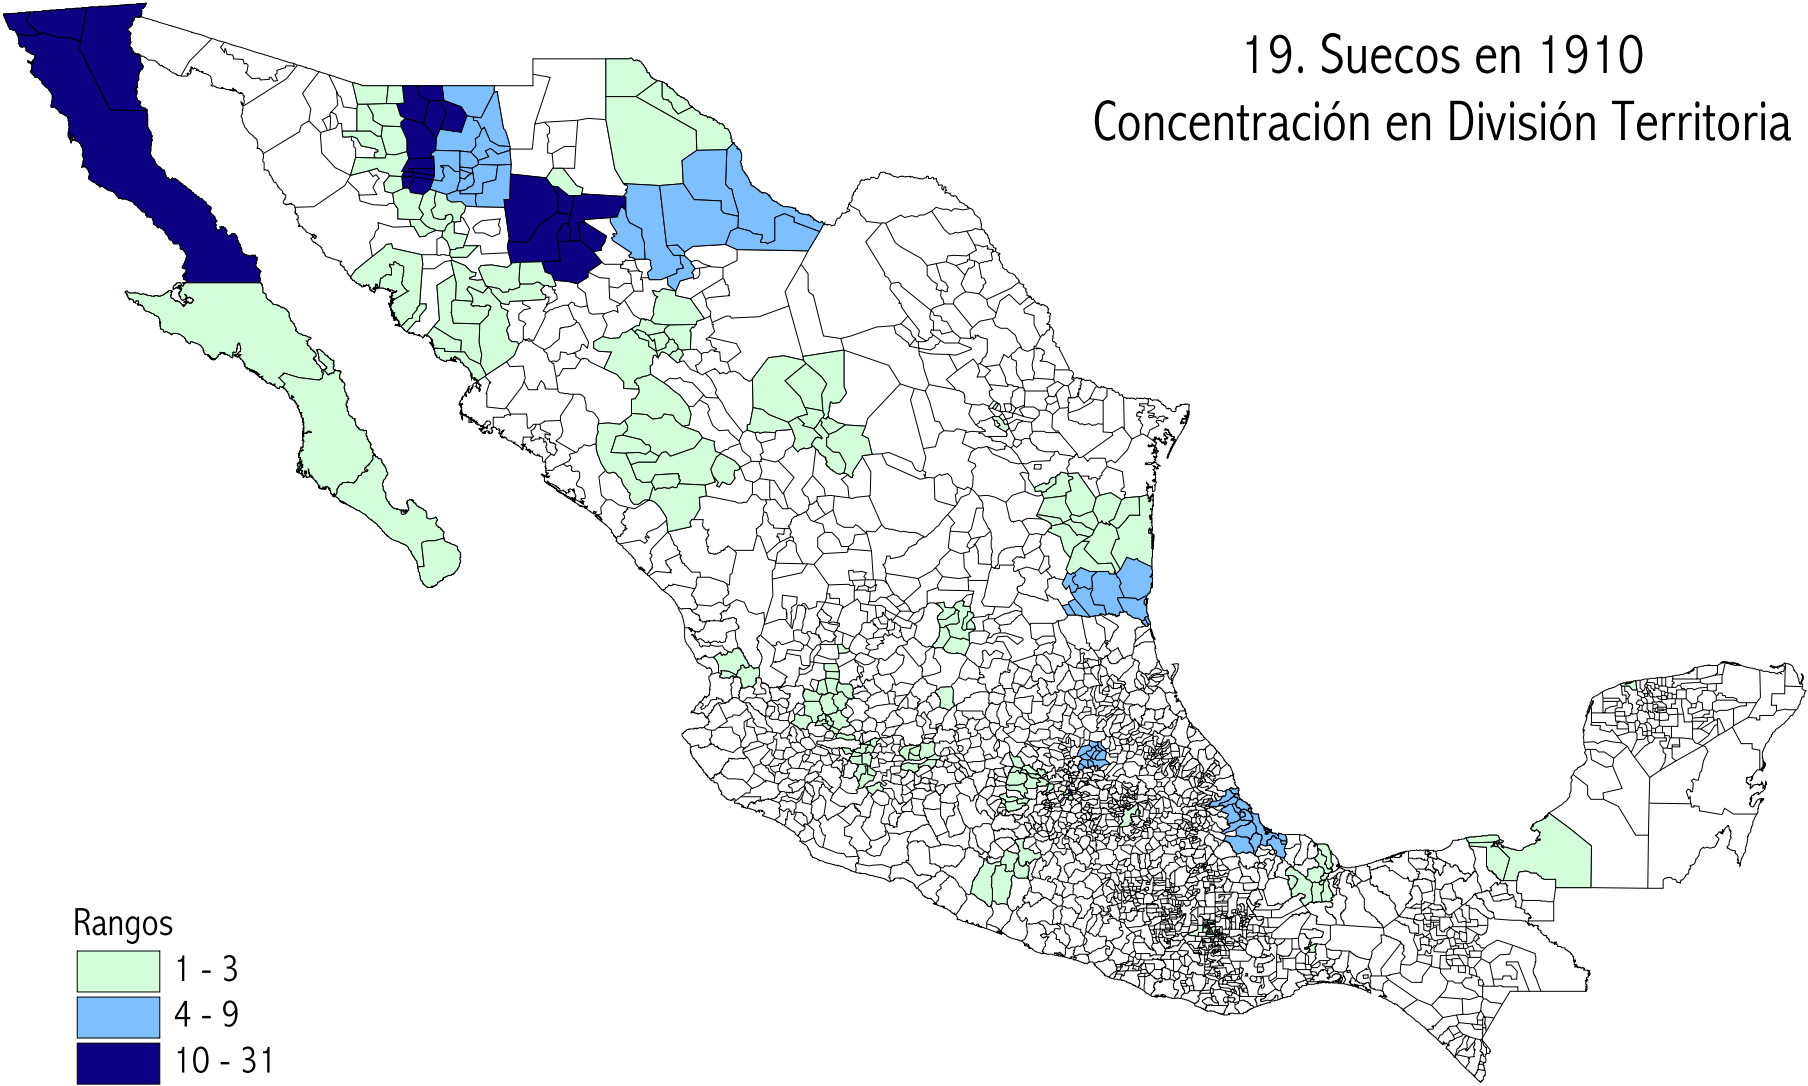 19. Suecos en 1910
Concentración en División Territoria
Rangos
1 - 3
4 - 9
10 - 31